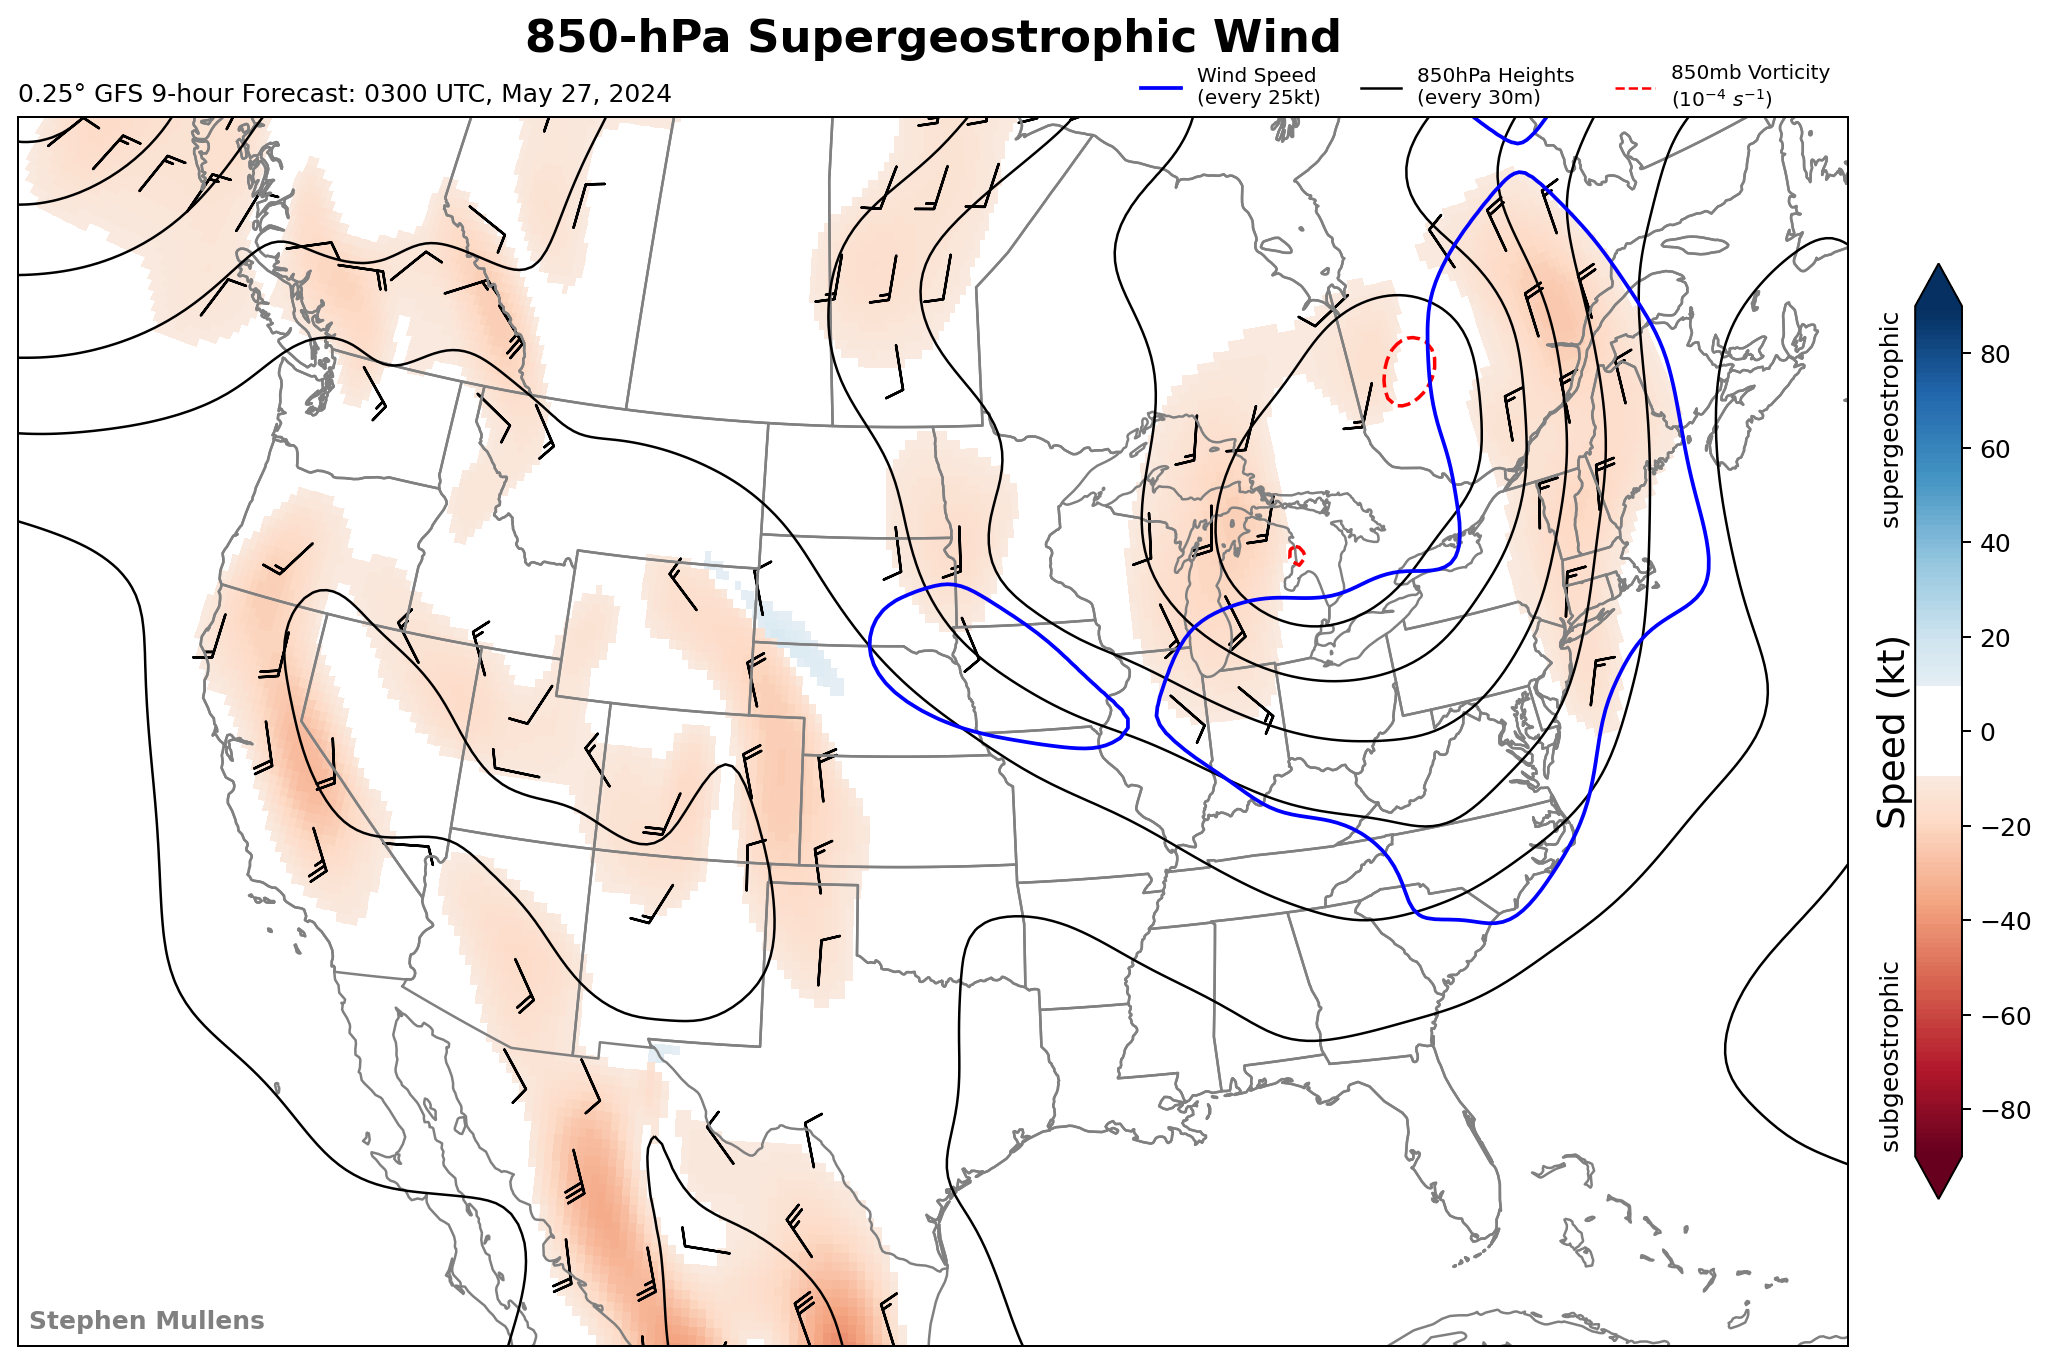 850-hPa Supergeostrophic Wind
0.25° GFS 9-hour Forecast: 0300 UTC, May 27, 2024
Wind Speed
(every 25kt)
850hPa Heights
(every 30m)
850mb Vorticity
(10⁻⁴ s⁻¹)
supergeostrophic
Speed (kt)
subgeostrophic
80
60
40
20
0
−20
−40
−60
−80
Stephen Mullens